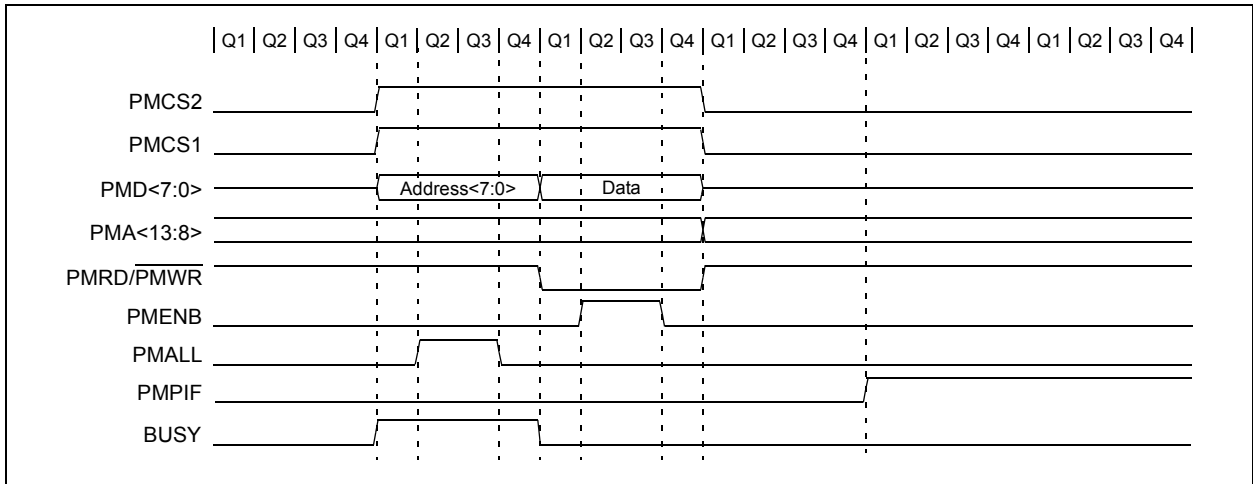 Q1 Q2 Q3 Q4 Q1 Q2 Q3 Q4 Q1 Q2 Q3 Q4 Q1 Q2 Q3 Q4 Q1 Q2 Q3 Q4 Q1 Q2 Q3 Q4
PMCS2
PMCS1
PMD<7:0> Address<7:0> Data
PMA<13:8>
PMRD/PMWR
PMENB
PMALL
PMPIF
BUSY